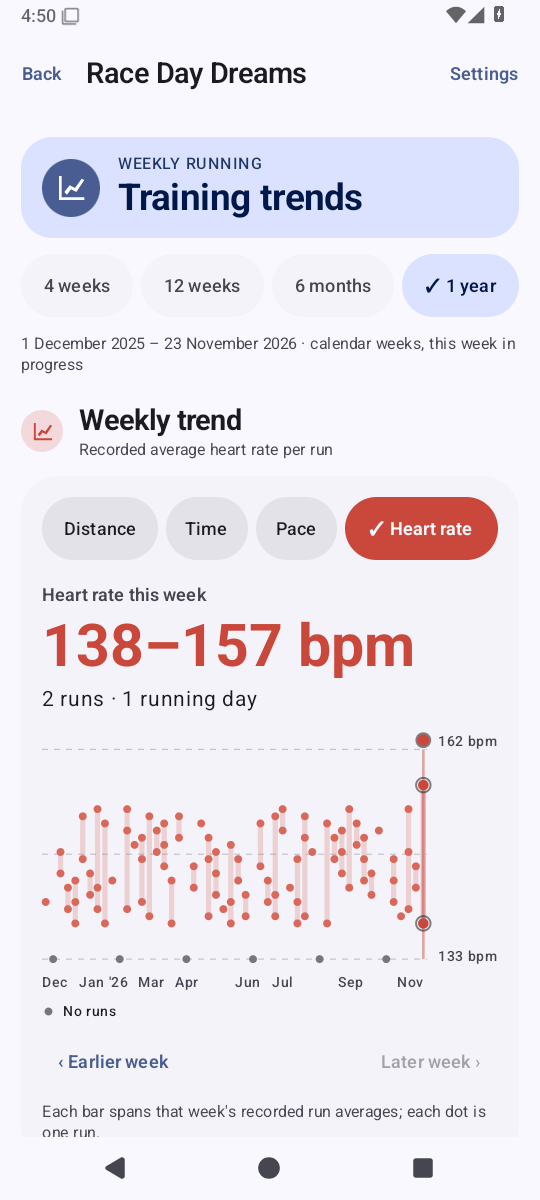 4:50
Back
Race Day Dreams
Settings
WEEKLY RUNNING
Training trends
4 weeks
12 weeks
6 months
✓ 1 year
1 December 2025 – 23 November 2026 · calendar weeks, this week in
progress
Weekly trend
Recorded average heart rate per run
Distance
Time
Pace
✓ Heart rate
Heart rate this week
138–157 bpm
2 runs · 1 running day
162 bpm
133 bpm
Dec Jan '26 Mar Apr Jun Jul Sep Nov
No runs
‹ Earlier week
Later week ›
Each bar spans that week's recorded run averages; each dot is
one run.